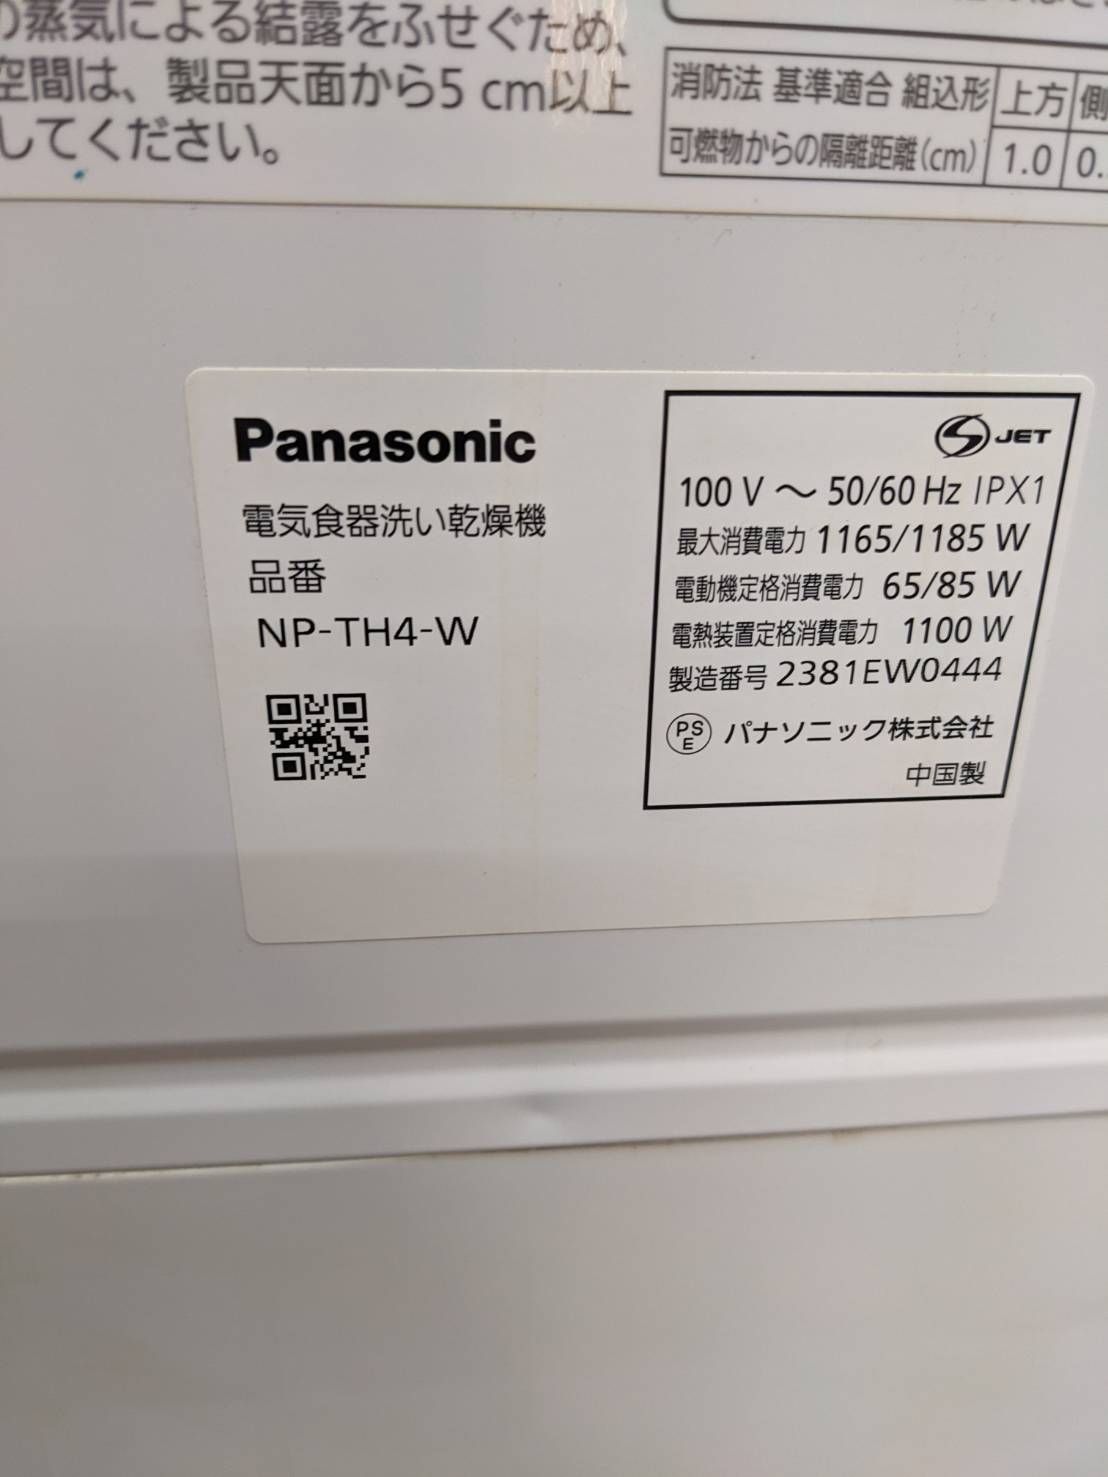 の蒸気による結露をふせぐため、
空間は、製品天面から5 cm以上
してください。
消防法 基準適合 組込形 上方 側
可燃物からの隔離距離(cm) 1.0 0.
Panasonic
電気食器洗い乾燥機
品番
NP-TH4-W
S JET
100 V ～ 50/60 Hz IPX1
最大消費電力 1165/1185 W
電動機定格消費電力 65/85 W
電熱装置定格消費電力 1100 W
製造番号 2381EW0444
PS E パナソニック株式会社
中国製